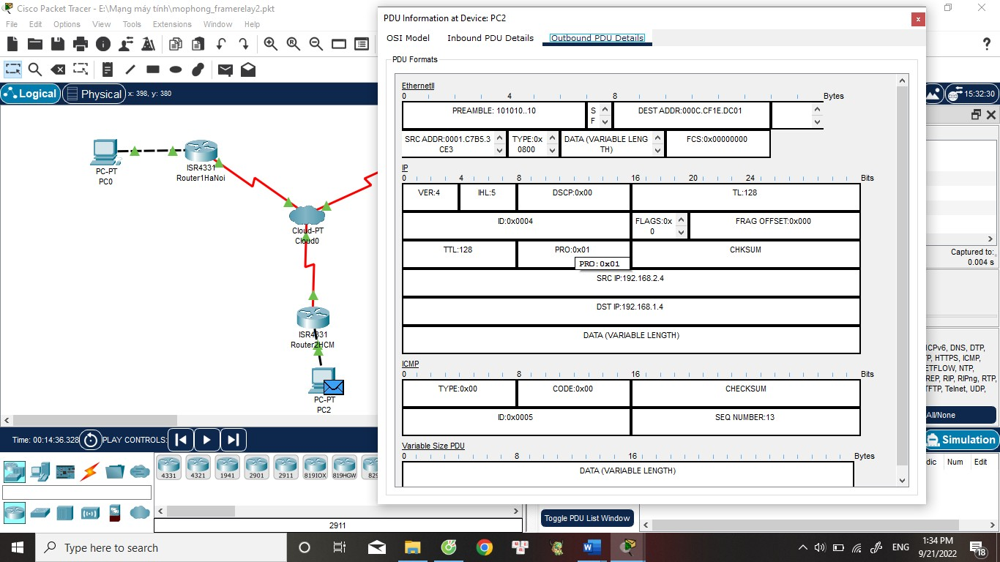 Cisco Packet Tracer - E:\Mạng máy tính\mophong_framerelay2.pkt
File Edit Options View Tools Extensions Window Help
Logical Physical x: 398, y: 380
15:32:30
PC-PT
PC0
ISR4331
Router1HaNoi
Cloud-PT
Cloud0
ISR4331
Router2HCM
PC-PT
PC2
PDU Information at Device: PC2
OSI Model Inbound PDU Details Outbound PDU Details
PDU Formats
EthernetII
0 4 8 Bytes
PREAMBLE: 101010..10 S F DEST ADDR:000C.CF1E.DC01
SRC ADDR:0001.C7B5.3CE3 TYPE:0x0800 DATA (VARIABLE LENGTH) FCS:0x00000000
IP
0 4 8 16 20 24 Bits
VER:4 IHL:5 DSCP:0x00 TL:128
ID:0x0004 FLAGS:0x0 FRAG OFFSET:0x000
TTL:128 PRO:0x01 CHKSUM
PRO:0x01
SRC IP:192.168.2.4
DST IP:192.168.1.4
DATA (VARIABLE LENGTH)
ICMP
0 8 16 Bits
TYPE:0x00 CODE:0x00 CHECKSUM
ID:0x0005 SEQ NUMBER:13
Variable Size PDU
0 8 16 Bytes
DATA (VARIABLE LENGTH)
Captured to:
0.004 s
ICPv6, DNS, DTP,
P, HTTPS, ICMP,
ETFLOW, NTP,
REP, RIP, RIPng, RTP,
TFTP, Telnet, UDP,
All/None
Time: 00:14:36.328 PLAY CONTROLS:
Simulation
Num Edit
4331 4321 1941 2901 2911 819IOX 819HGW 829
2911
Toggle PDU List Window
Type here to search
ENG
1:34 PM
9/21/2022
18